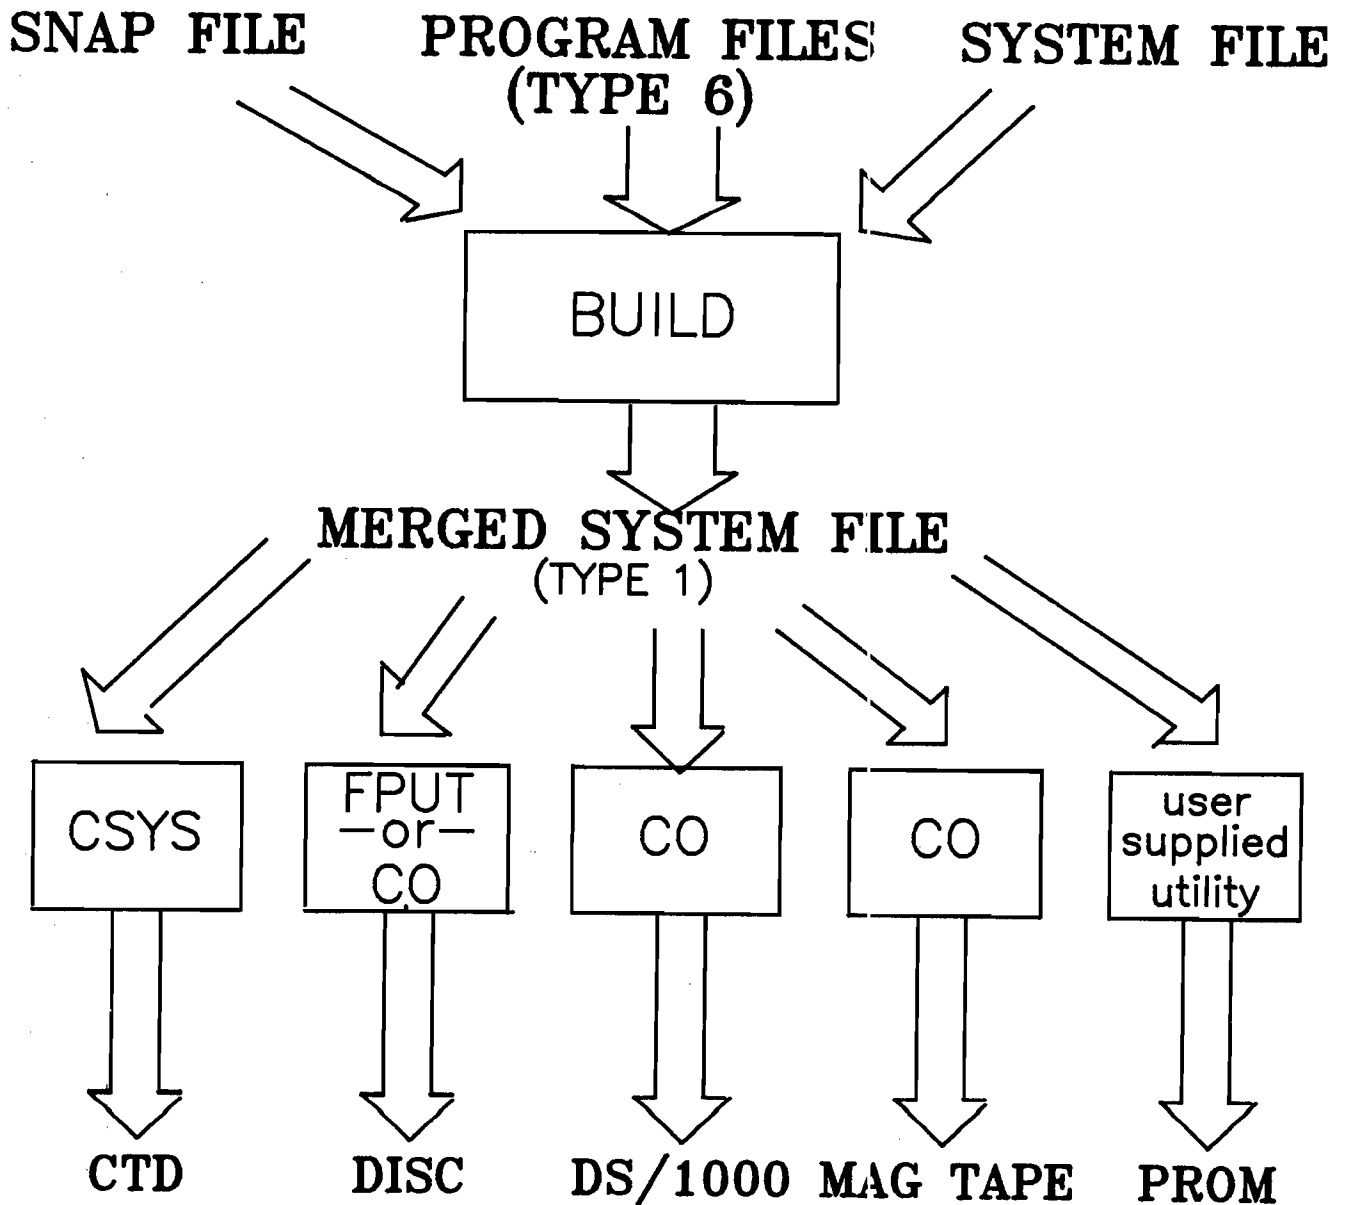 SNAP FILE
PROGRAM FILES
(TYPE 6)
SYSTEM FILE
BUILD
MERGED SYSTEM FILE
(TYPE 1)
CSYS
FPUT
—or—
CO
CO
CO
user
supplied
utility
CTD
DISC
DS/1000
MAG TAPE
PROM